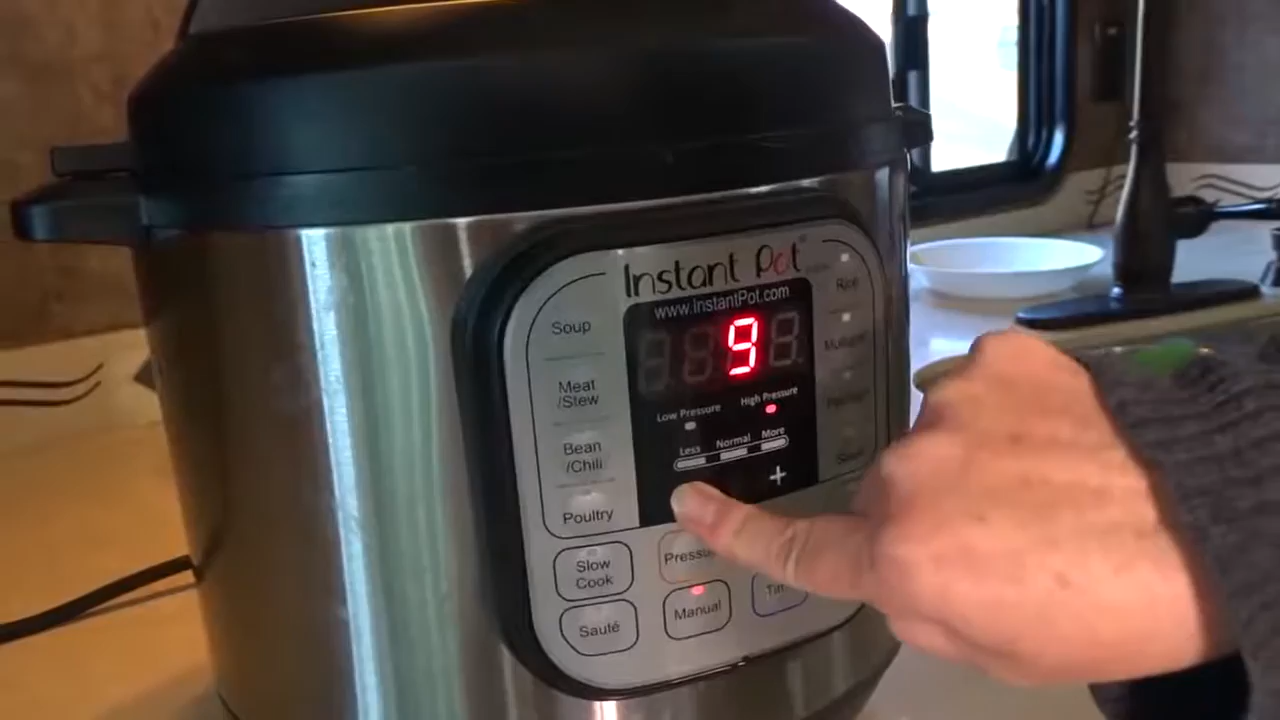 Instant Pot
www.InstantPot.com
9
Low Pressure
High Pressure
Less
Normal
More
+
Soup
Meat
/Stew
Bean
/Chili
Poultry
Rice
Slow
Cook
Sauté
Manual